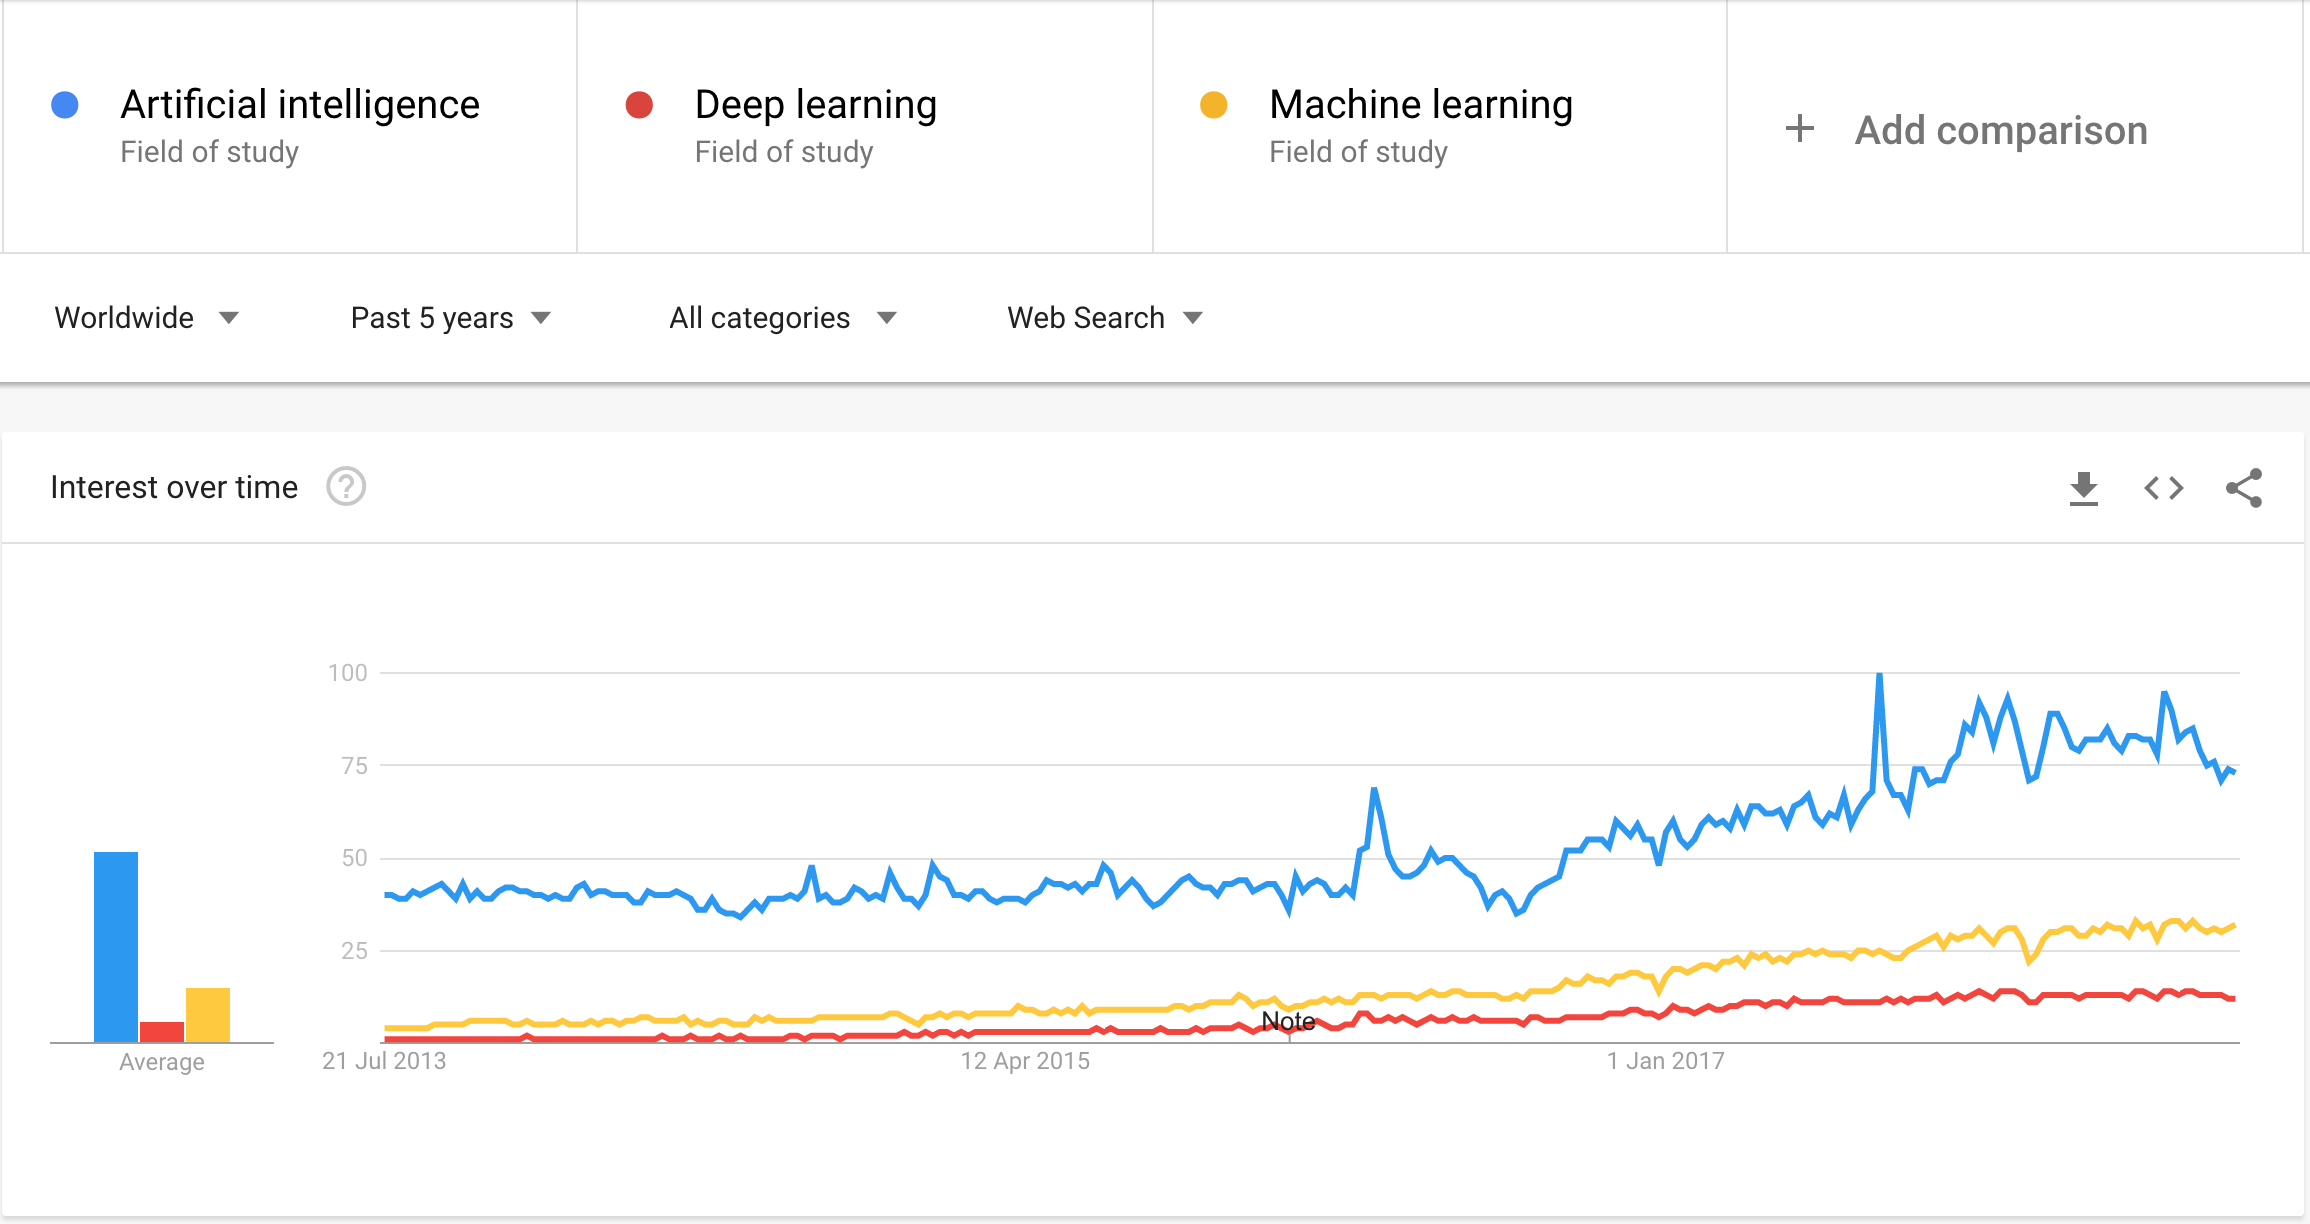 Artificial intelligence
Field of study
Deep learning
Field of study
Machine learning
Field of study
+ Add comparison
Worldwide
Past 5 years
All categories
Web Search
Interest over time ?
100
75
50
25
Note
Average
21 Jul 2013
12 Apr 2015
1 Jan 2017